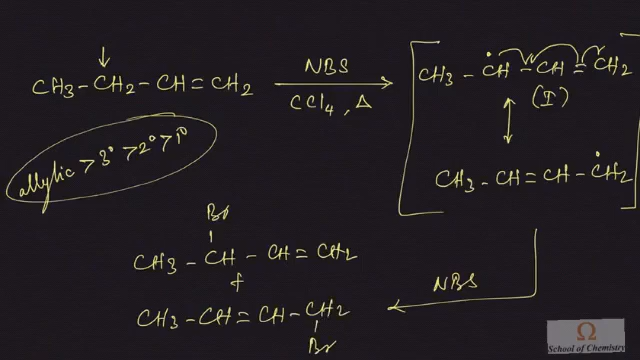 CH3 - CH2 - CH = CH2
NBS
CCl4, Δ
CH3 - ĊH - CH = CH2
(I)
allylic > 3° > 2° > 1°
CH3 - CH = CH - ĊH2
Br
CH3 - CH - CH = CH2
+
NBS
CH3 - CH = CH - CH2
Br
Ω
School of Chemistry